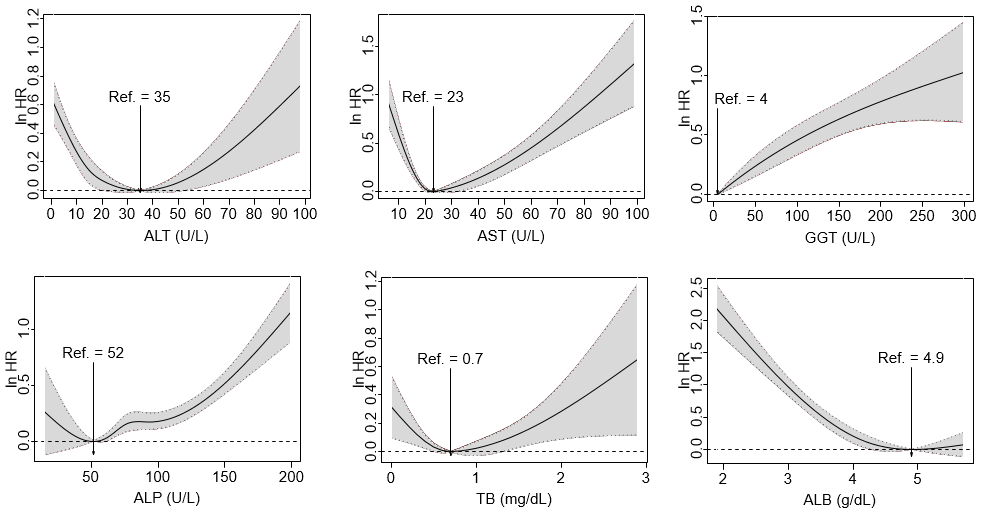 ln HR
0.0 0.2 0.4 0.6 0.8 1.0 1.2
Ref. = 35
0 10 20 30 40 50 60 70 80 90 100
ALT (U/L)
ln HR
0.0 0.5 1.0 1.5
Ref. = 23
10 20 30 40 50 60 70 80 90 100
AST (U/L)
ln HR
0.0 0.5 1.0 1.5
Ref. = 4
0 50 100 150 200 250 300
GGT (U/L)
ln HR
0.0 0.5 1.0
Ref. = 52
50 100 150 200
ALP (U/L)
ln HR
0.0 0.2 0.4 0.6 0.8 1.0 1.2
Ref. = 0.7
0 1 2 3
TB (mg/dL)
ln HR
0.0 0.5 1.0 1.5 2.0 2.5
Ref. = 4.9
2 3 4 5
ALB (g/dL)